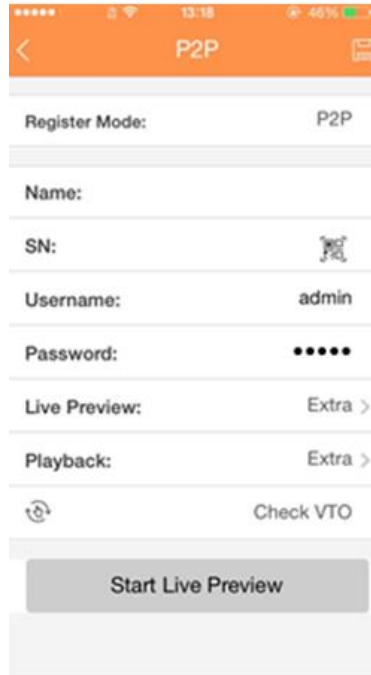 13:18 46%
P2P
Register Mode: P2P
Name:
SN:
Username: admin
Password: •••••
Live Preview: Extra >
Playback: Extra >
Check VTO
Start Live Preview